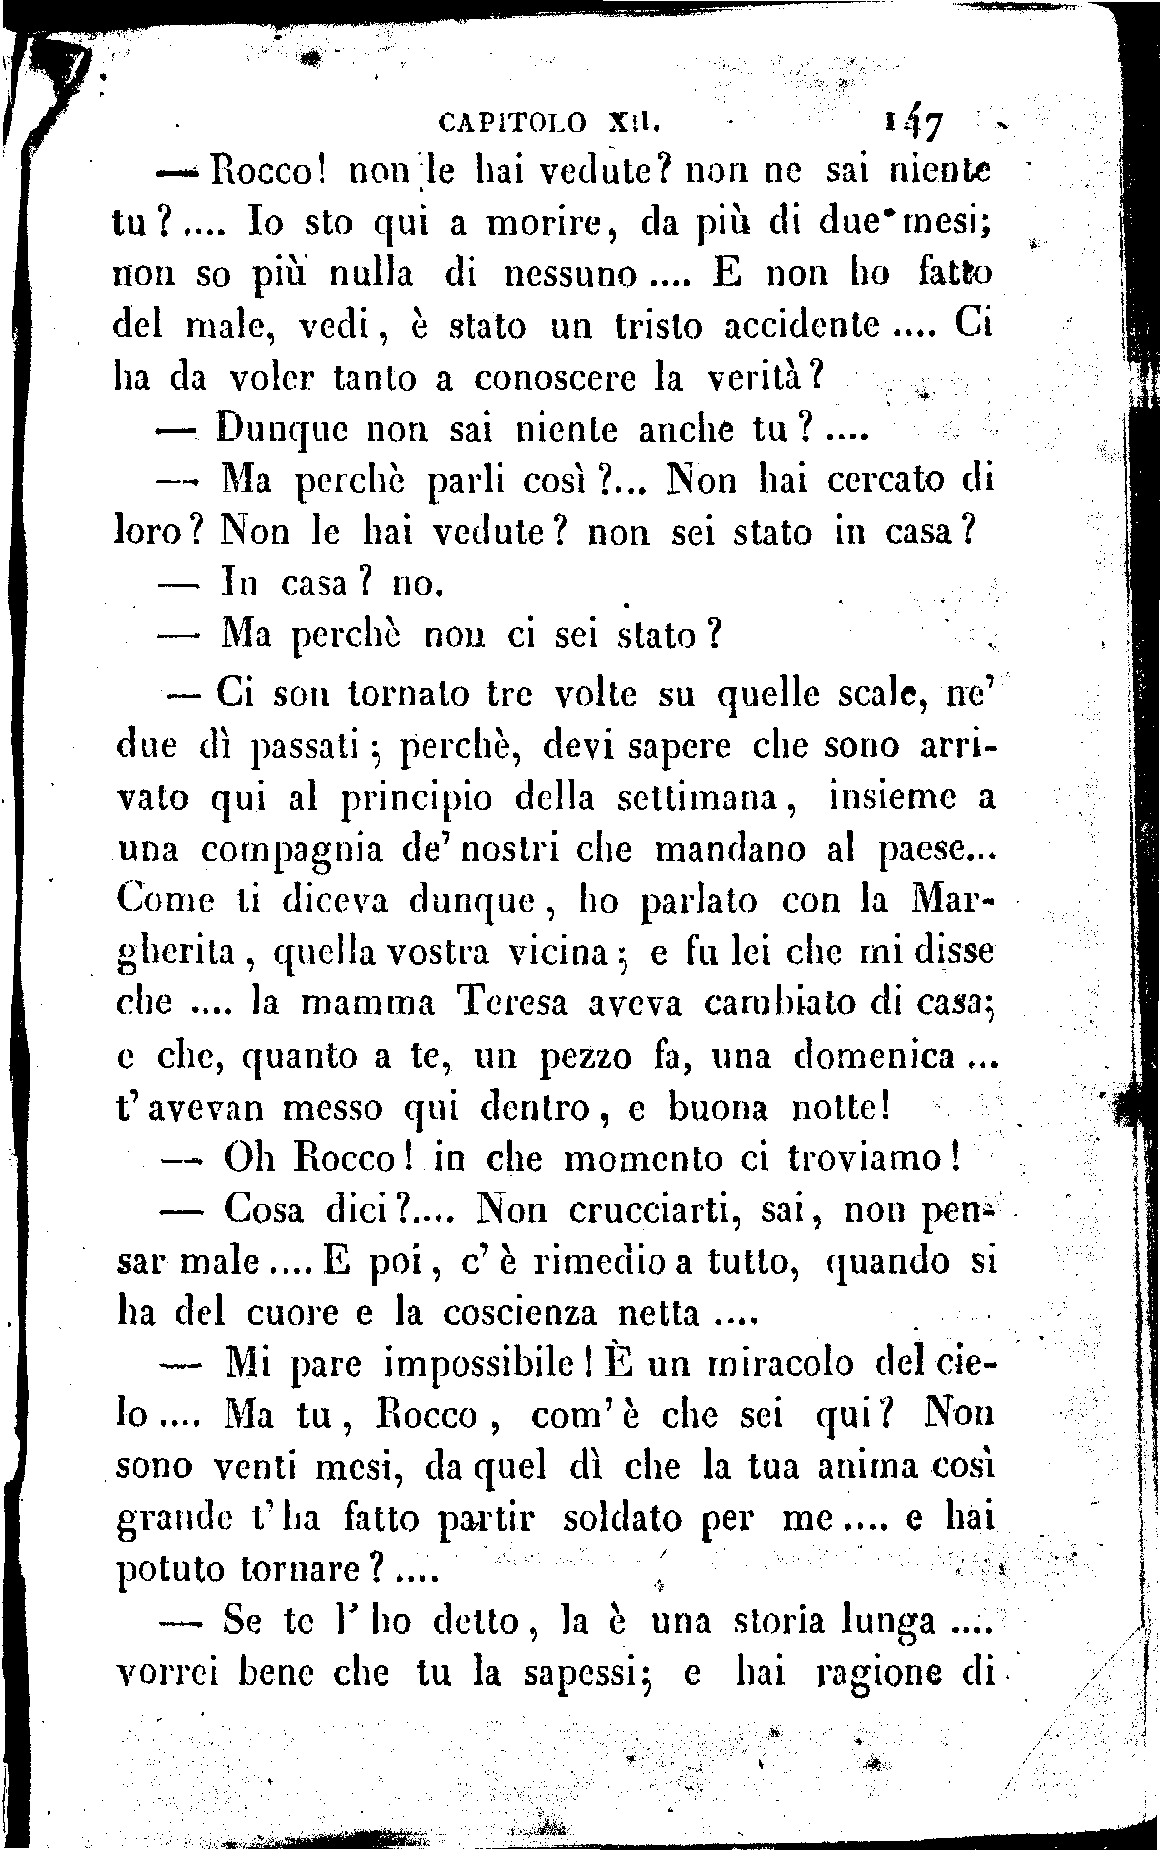 CAPITOLO XII. 147
— Rocco! non le hai vedute? non ne sai niente
tu?.... Io sto qui a morire, da più di due mesi;
non so più nulla di nessuno.... E non ho fatto
del male, vedi, è stato un tristo accidente.... Ci
ha da voler tanto a conoscere la verità?
— Dunque non sai niente anche tu?....
— Ma perchè parli così?... Non hai cercato di
loro? Non le hai vedute? non sei stato in casa?
— In casa? no.
— Ma perchè non ci sei stato?
— Ci son tornato tre volte su quelle scale, ne'
due dì passati; perchè, devi sapere che sono arri-
vato qui al principio della settimana, insieme a
una compagnia de' nostri che mandano al paese...
Come ti diceva dunque, ho parlato con la Mar-
gherita, quella vostra vicina; e fu lei che mi disse
che .... la mamma Teresa aveva cambiato di casa;
e che, quanto a te, un pezzo fa, una domenica...
t' avevan messo qui dentro, e buona notte!
— Oh Rocco! in che momento ci troviamo!
— Cosa dici?.... Non crucciarti, sai, non pen-
sar male.... E poi, c' è rimedio a tutto, quando si
ha del cuore e la coscienza netta....
— Mi pare impossibile! È un miracolo del cie-
lo.... Ma tu, Rocco, com' è che sei qui? Non
sono venti mesi, da quel dì che la tua anima così
grande t' ha fatto partir soldato per me.... e hai
potuto tornare?....
— Se te l' ho detto, la è una storia lunga....
vorrei bene che tu la sapessi; e hai ragione di